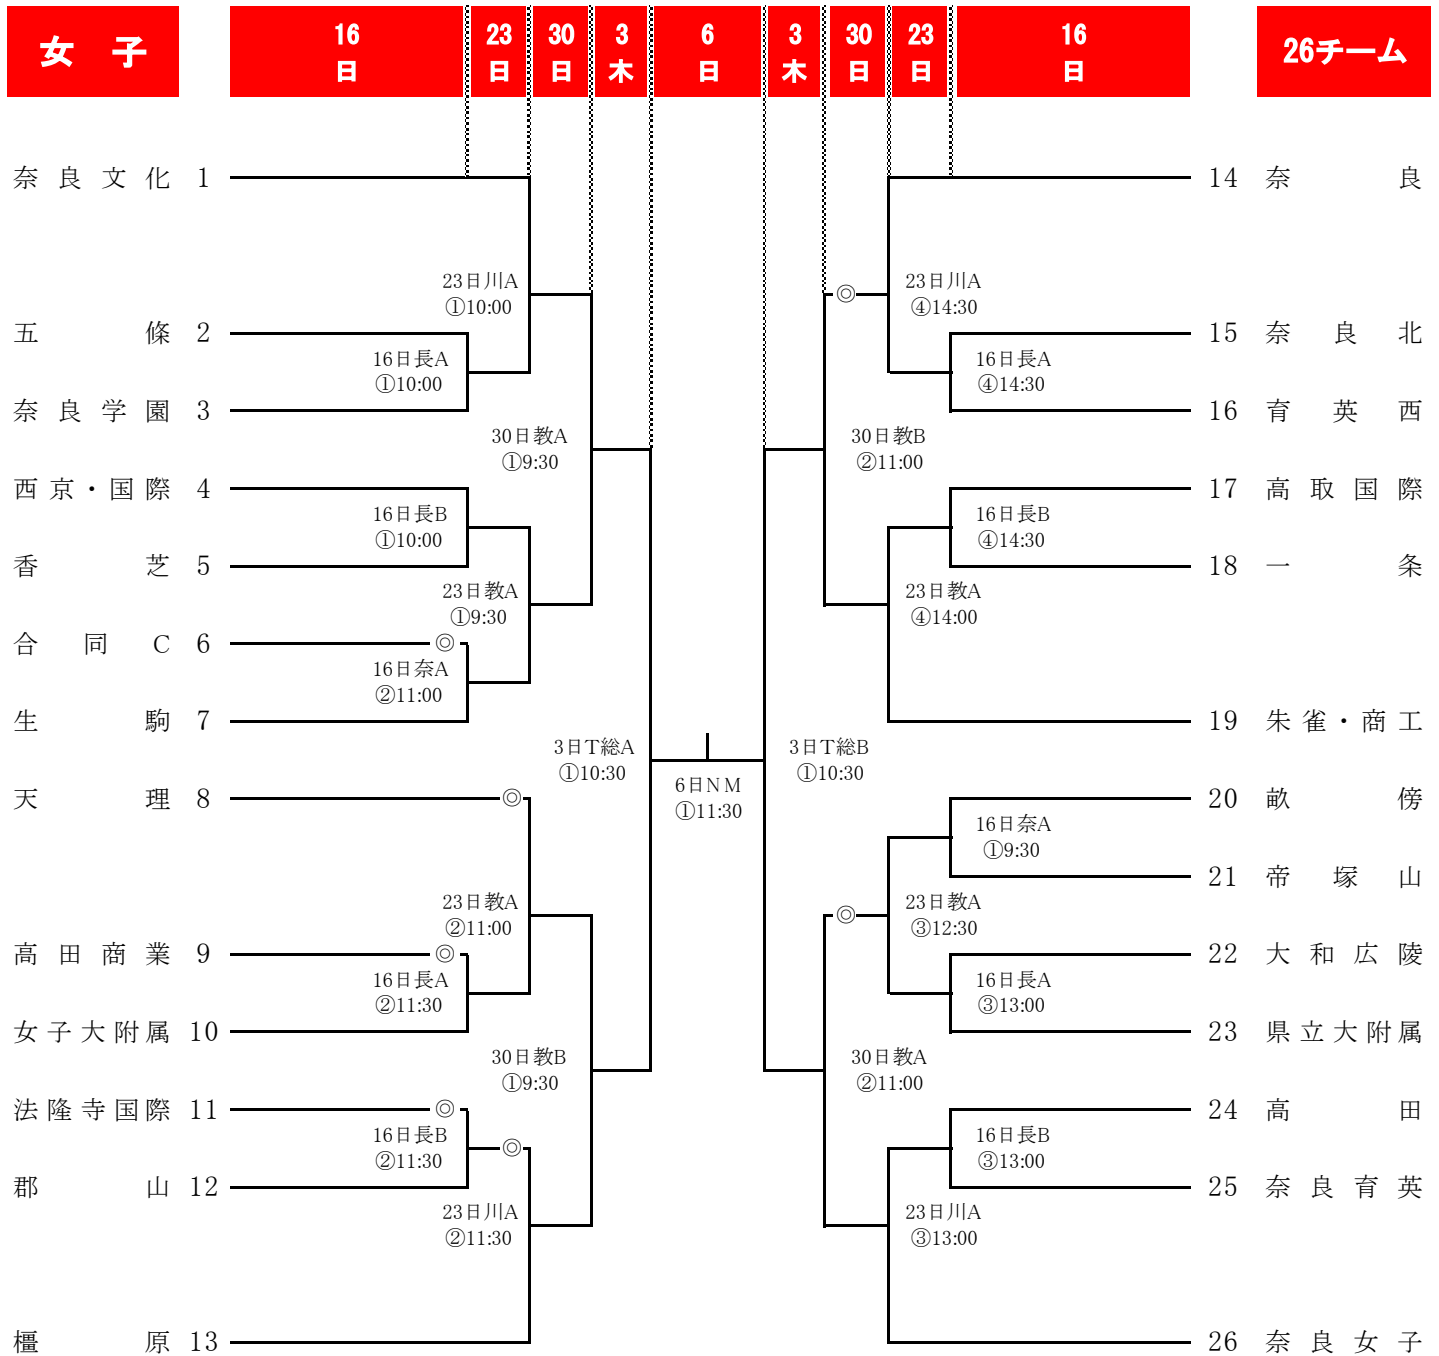 女 子
16 日
23 日
30 日
3 木
6 日
3 木
30 日
23 日
16 日
26チーム
奈良文化 1
14 奈良
23日川A
①10:00
◎
23日川A
④14:30
五條 2
15 奈良北
16日長A
①10:00
16日長A
④14:30
奈良学園 3
16 育英西
30日教A
①9:30
30日教B
②11:00
西京・国際 4
17 高取国際
16日長B
①10:00
16日長B
④14:30
香芝 5
18 一条
23日教A
①9:30
23日教A
④14:00
合同C 6 ◎
16日奈A
②11:00
生駒 7
19 朱雀・商工
3日T総A
①10:30
3日T総B
①10:30
6日NM
①11:30
天理 8 ◎
20 畝傍
16日奈A
①9:30
21 帝塚山
23日教A
②11:00
◎
23日教A
③12:30
高田商業 9 ◎
22 大和広陵
16日長A
②11:30
16日長A
③13:00
女子大附属 10
23 県立大附属
30日教B
①9:30
30日教A
②11:00
法隆寺国際 11 ◎
24 高田
16日長B
②11:30
◎
16日長B
③13:00
郡山 12
25 奈良育英
23日川A
②11:30
23日川A
③13:00
橿原 13
26 奈良女子